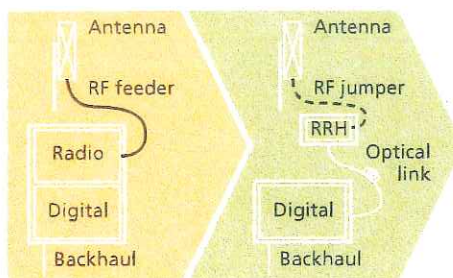 Antenna
RF feeder
Radio
Digital
Backhaul
Antenna
RF jumper
RRH
Optical
link
Digital
Backhaul